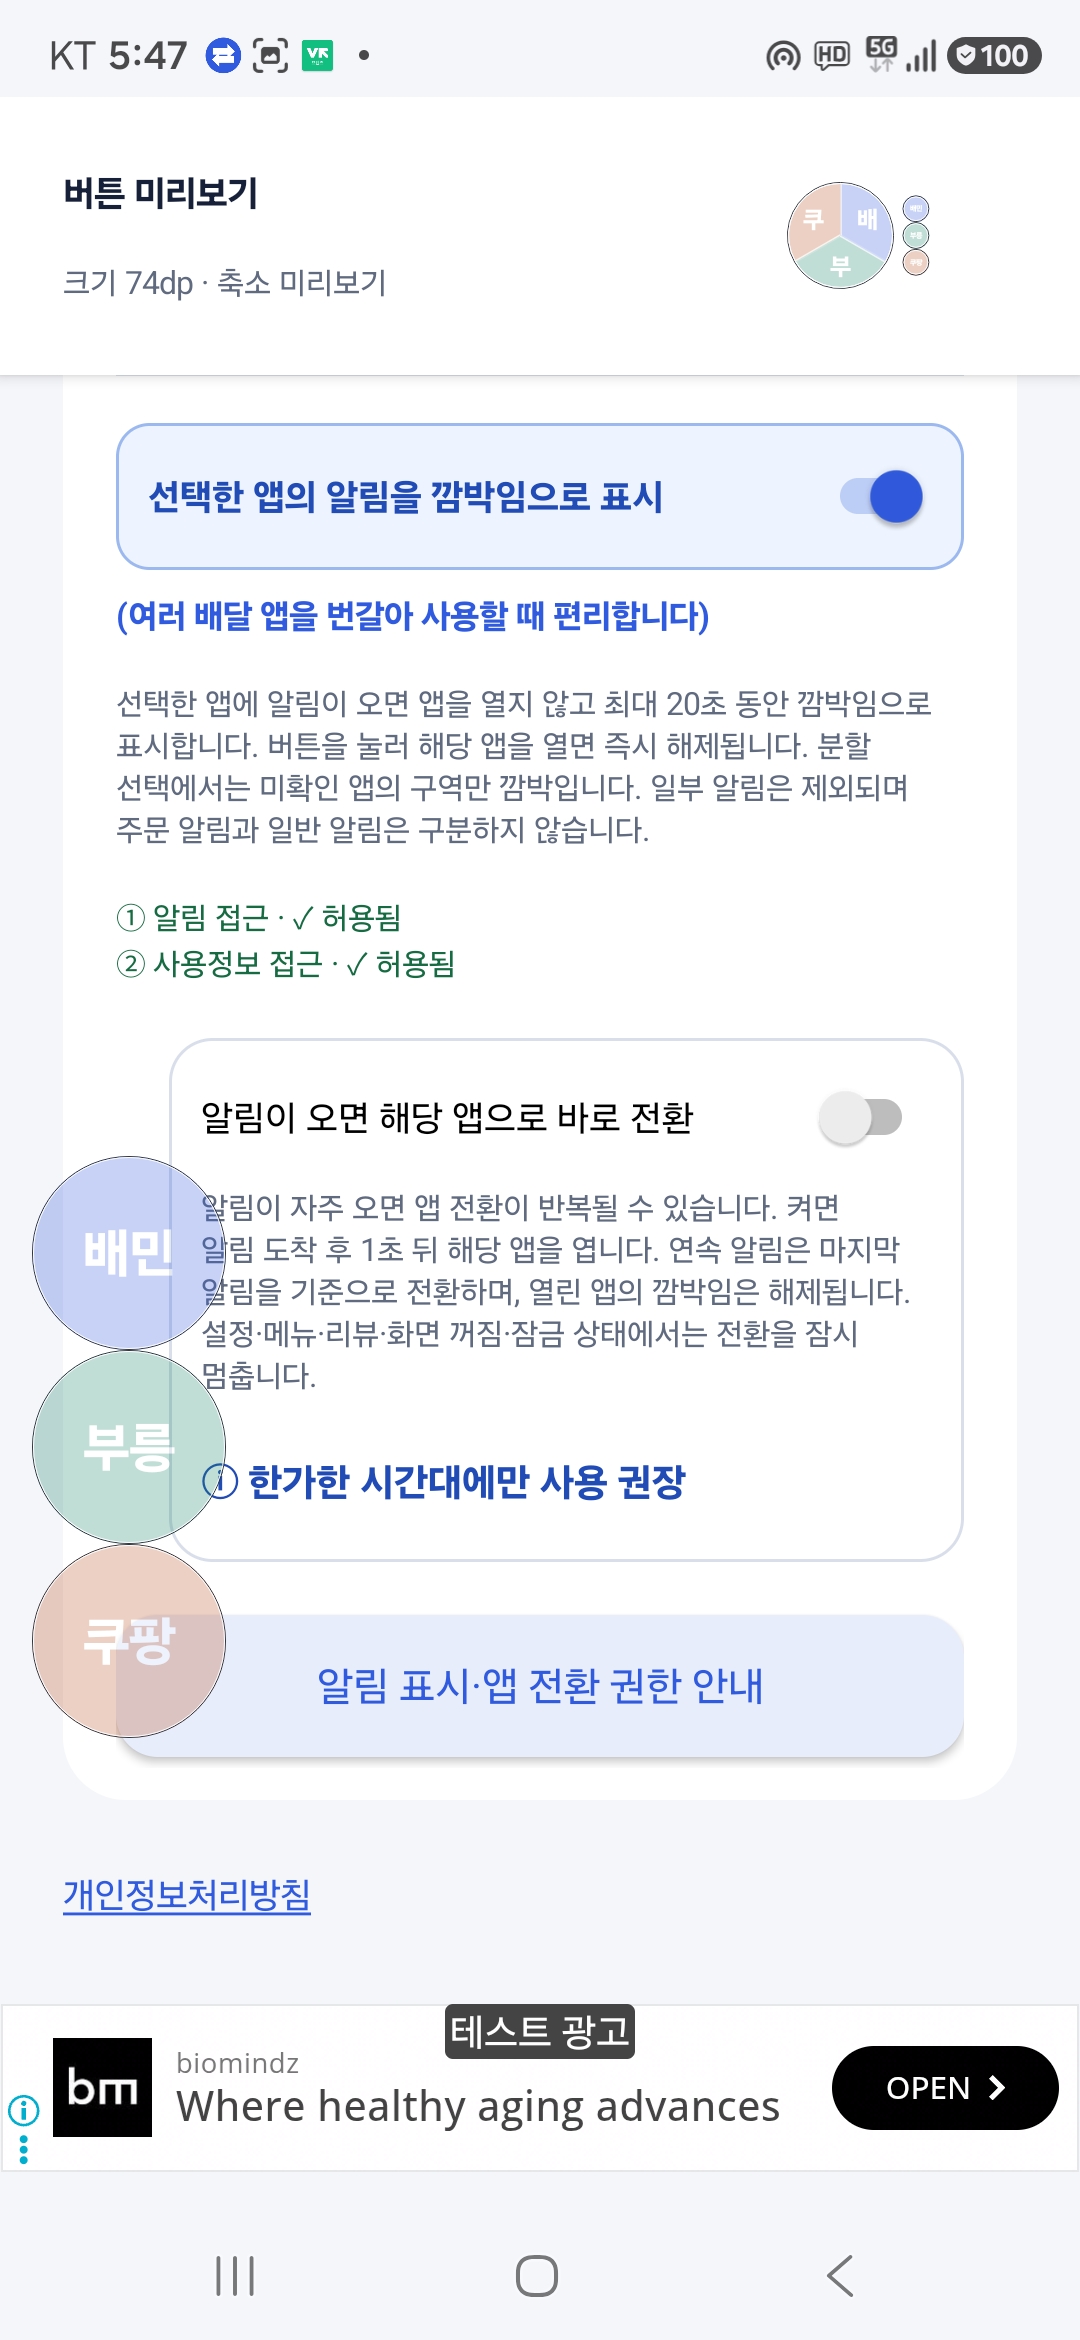 KT 5:47
VR
HD
5G
100
버튼 미리보기
크기 74dp · 축소 미리보기
쿠
배
부
배민
부릉
쿠팡
선택한 앱의 알림을 깜박임으로 표시
(여러 배달 앱을 번갈아 사용할 때 편리합니다)
선택한 앱에 알림이 오면 앱을 열지 않고 최대 20초 동안 깜박임으로
표시합니다. 버튼을 눌러 해당 앱을 열면 즉시 해제됩니다. 분할
선택에서는 미확인 앱의 구역만 깜박입니다. 일부 알림은 제외되며
주문 알림과 일반 알림은 구분하지 않습니다.
① 알림 접근 · ✓ 허용됨
② 사용정보 접근 · ✓ 허용됨
알림이 오면 해당 앱으로 바로 전환
알림이 자주 오면 앱 전환이 반복될 수 있습니다. 켜면
알림 도착 후 1초 뒤 해당 앱을 엽니다. 연속 알림은 마지막
알림을 기준으로 전환하며, 열린 앱의 깜박임은 해제됩니다.
설정·메뉴·리뷰·화면 꺼짐·잠금 상태에서는 전환을 잠시
멈춥니다.
ⓘ 한가한 시간대에만 사용 권장
배민
부릉
쿠팡
알림 표시·앱 전환 권한 안내
개인정보처리방침
테스트 광고
bm
biomindz
Where healthy aging advances
OPEN